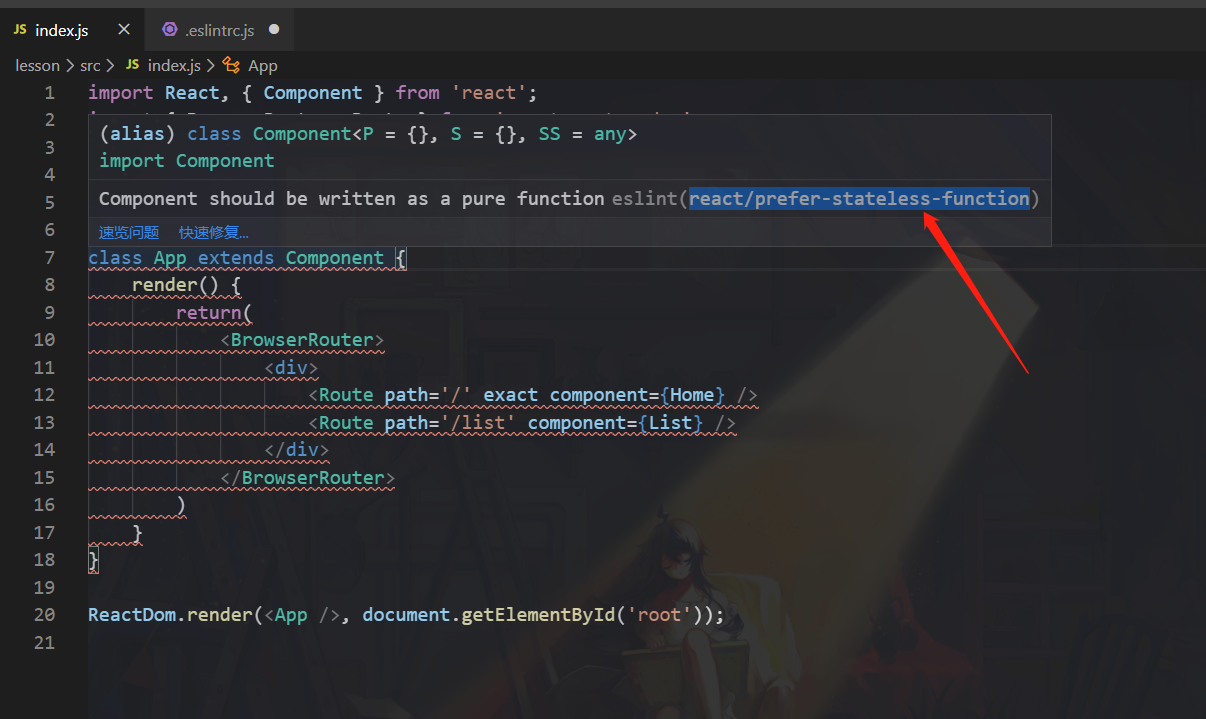 JS index.js ×
.eslintrc.js ●
lesson > src > JS index.js > App
1 import React, { Component } from 'react';
2
(alias) class Component<P = {}, S = {}, SS = any>
import Component
3
4
5 Component should be written as a pure function eslint(react/prefer-stateless-function)
6 速览问题 快速修复...
7 class App extends Component {
8 render() {
9 return(
10 <BrowserRouter>
11 <div>
12 <Route path='/' exact component={Home} />
13 <Route path='/list' component={List} />
14 </div>
15 </BrowserRouter>
16 )
17 }
18 }
19
20 ReactDom.render(<App />, document.getElementById('root'));
21